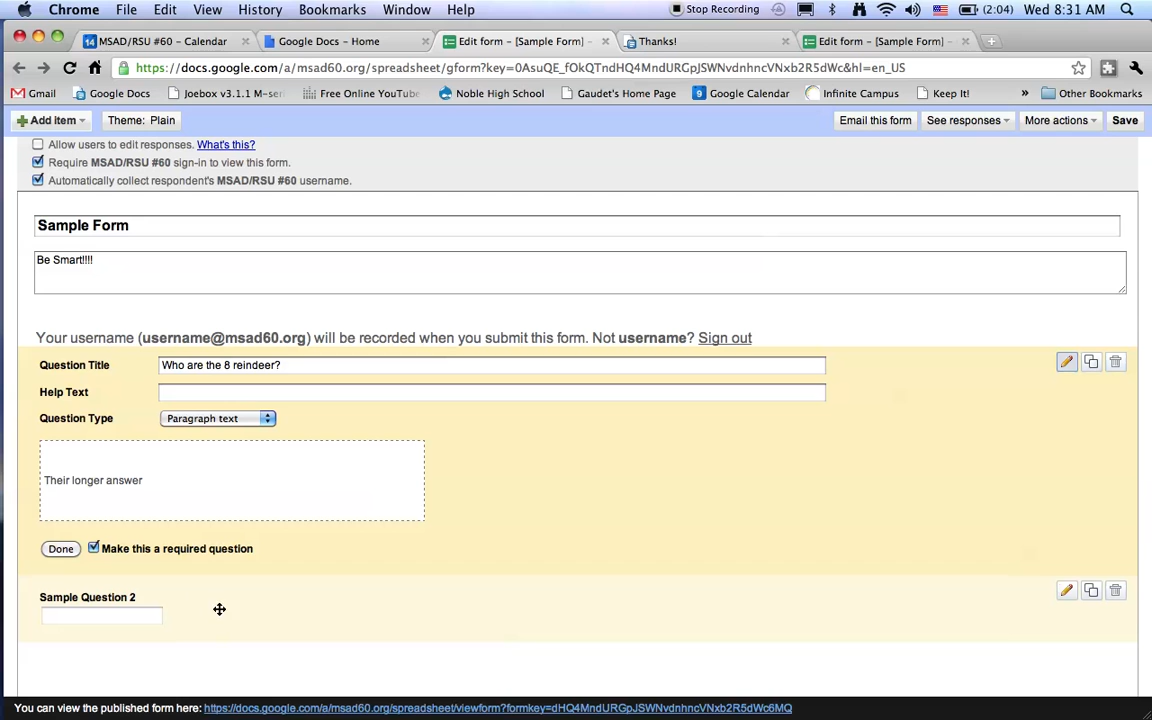 Chrome File Edit View History Bookmarks Window Help Stop Recording (2:04) Wed 8:31 AM
MSAD/RSU #60 - Calendar Google Docs - Home Edit form - [Sample Form] - Thanks! Edit form - [Sample Form] -
https://docs.google.com/a/msad60.org/spreadsheet/gform?key=0AsuQE_fOkQTndHQ4MndURGpJSWNvdnhncVNxb2R5dWc&hl=en_US
Gmail Google Docs Joebox v3.1.1 M-ser Free Online YouTube Noble High School Gaudet's Home Page Google Calendar Infinite Campus Keep It! » Other Bookmarks
Add item Theme: Plain Email this form See responses More actions Save
Allow users to edit responses. What's this?
Require MSAD/RSU #60 sign-in to view this form.
Automatically collect respondent's MSAD/RSU #60 username.
Sample Form
Be Smart!!!!
Your username (username@msad60.org) will be recorded when you submit this form. Not username? Sign out
Question Title Who are the 8 reindeer?
Help Text
Question Type Paragraph text
Their longer answer
Done Make this a required question
Sample Question 2
You can view the published form here: https://docs.google.com/a/msad60.org/spreadsheet/viewform?formkey=dHQ4MndURGpJSWNvdnhncVNxb2R5dWc6MQ